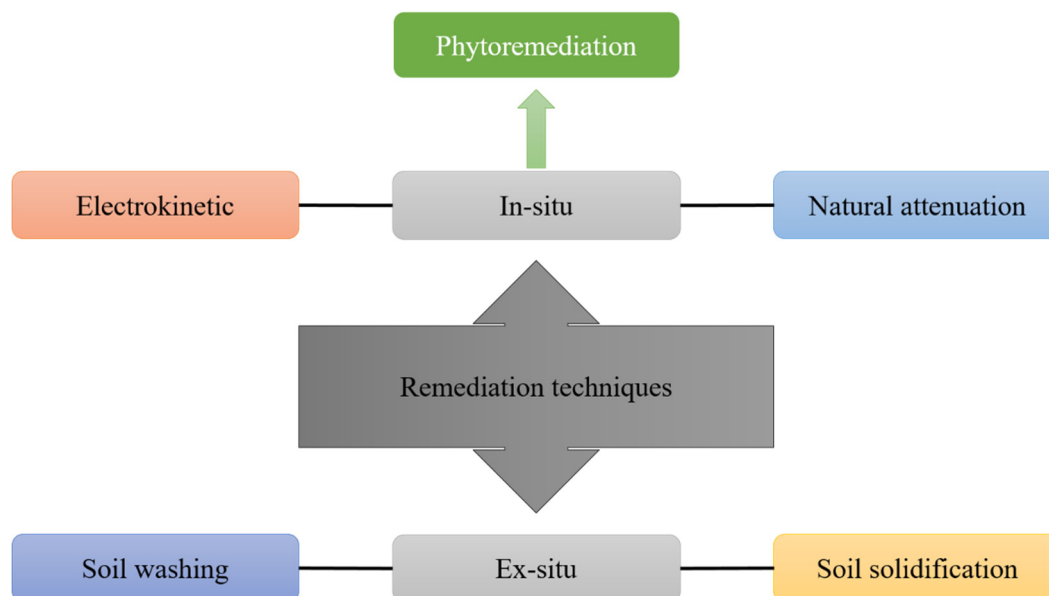 Phytoremediation
Electrokinetic
In-situ
Natural attenuation
Remediation techniques
Soil washing
Ex-situ
Soil solidification